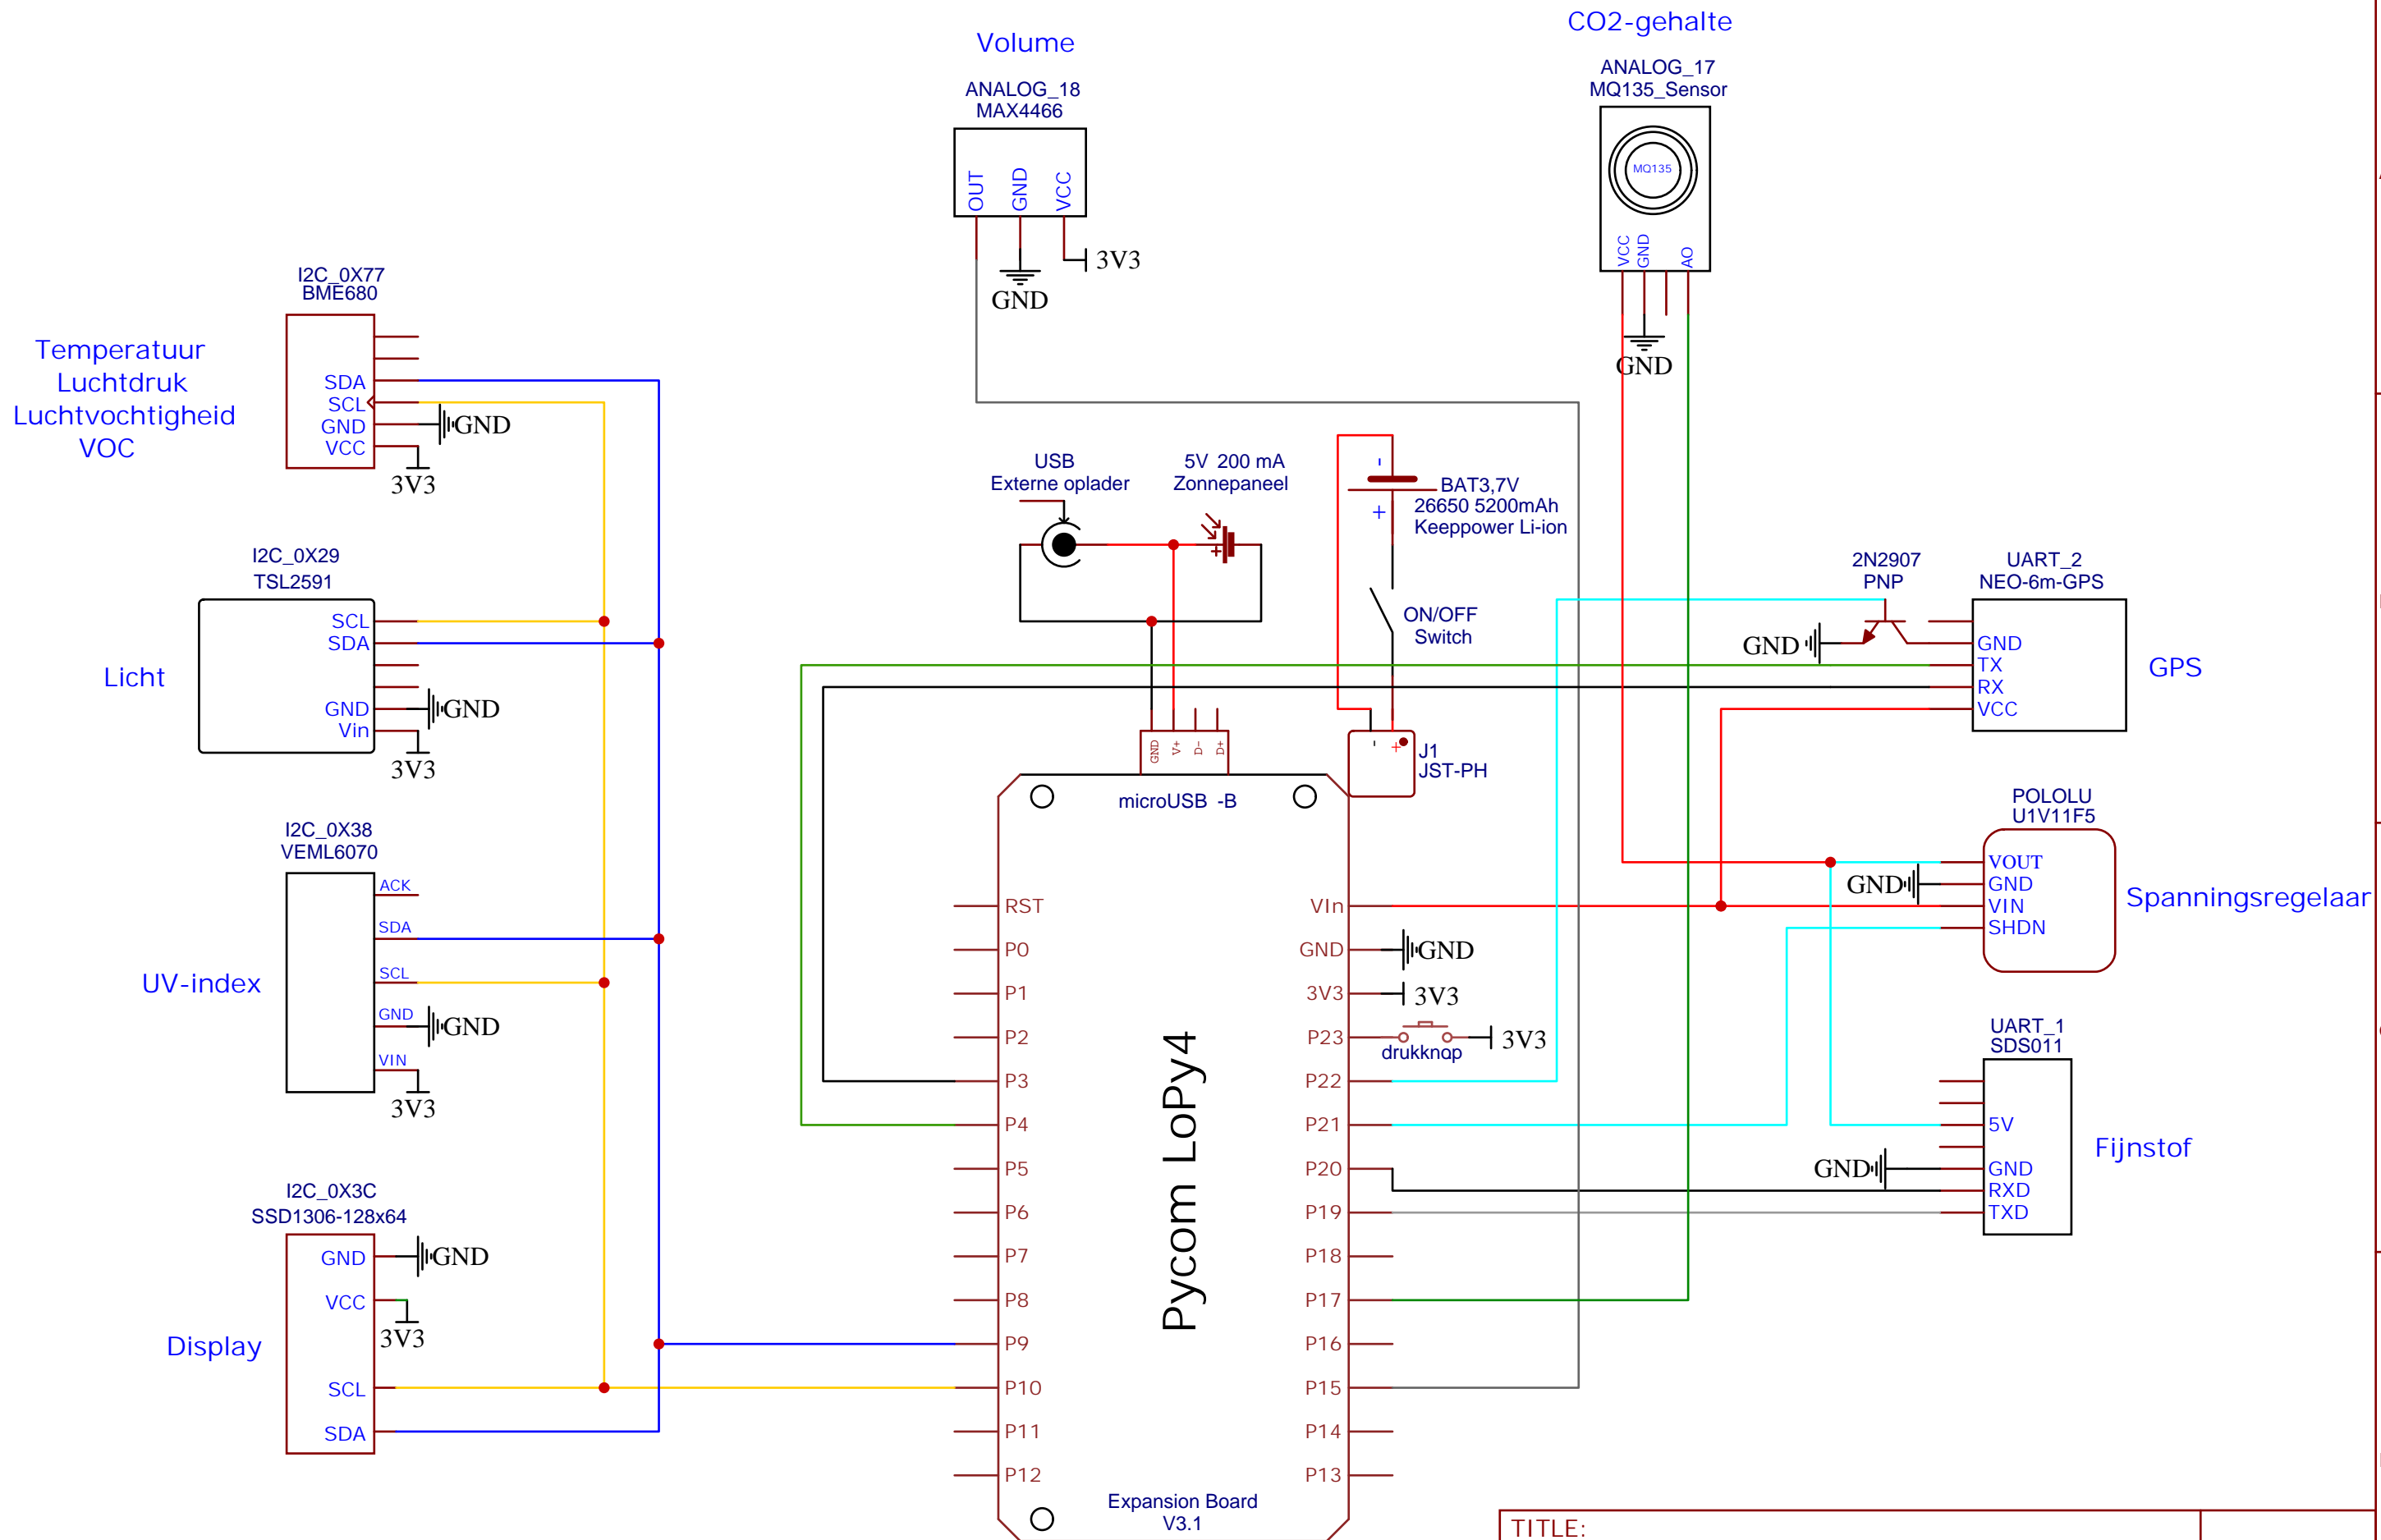 CO2-gehalte
Volume
ANALOG_17
MQ135_Sensor
MQ135
VCC
GND
AO
GND
ANALOG_18
MAX4466
OUT
GND
VCC
3V3
GND
I2C_0X77
BME680
Temperatuur
Luchtdruk
Luchtvochtigheid
VOC
SDA
SCL
GND
VCC
GND
3V3
USB
Externe oplader
5V 200 mA
Zonnepaneel
-
+
BAT3,7V
26650 5200mAh
Keeppower Li-ion
ON/OFF
Switch
I2C_0X29
TSL2591
Licht
SCL
SDA
GND
Vin
GND
3V3
2N2907
PNP
GND
UART_2
NEO-6m-GPS
GND
TX
RX
VCC
GPS
GND
V+
D-
D+
microUSB -B
- +
J1
JST-PH
I2C_0X38
VEML6070
UV-index
ACK
SDA
SCL
GND
VIN
GND
3V3
POLOLU
U1V11F5
VOUT
GND
VIN
SHDN
GND
Spanningsregelaar
I2C_0X3C
SSD1306-128x64
Display
GND
VCC
SCL
SDA
GND
3V3
RST
P0
P1
P2
P3
P4
P5
P6
P7
P8
P9
P10
P11
P12
Pycom LoPy4
VIn
GND
3V3
P23
P22
P21
P20
P19
P18
P17
P16
P15
P14
P13
GND
3V3
drukknop
3V3
Expansion Board
V3.1
UART_1
SDS011
5V
GND
RXD
TXD
GND
Fijnstof
TITLE: